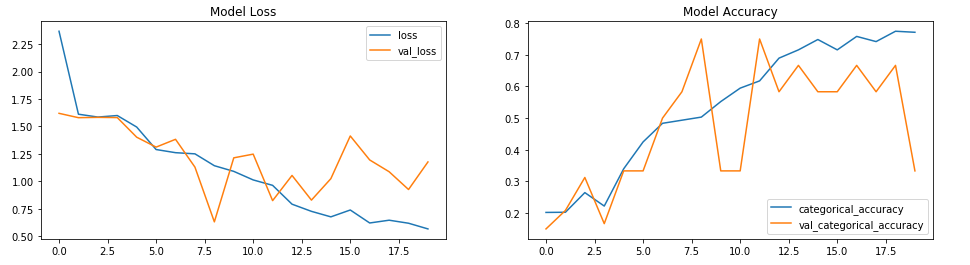 Model Loss
2.25
2.00
1.75
1.50
1.25
1.00
0.75
0.50
0.0 2.5 5.0 7.5 10.0 12.5 15.0 17.5
loss
val_loss
Model Accuracy
0.8
0.7
0.6
0.5
0.4
0.3
0.2
0.0 2.5 5.0 7.5 10.0 12.5 15.0 17.5
categorical_accuracy
val_categorical_accuracy